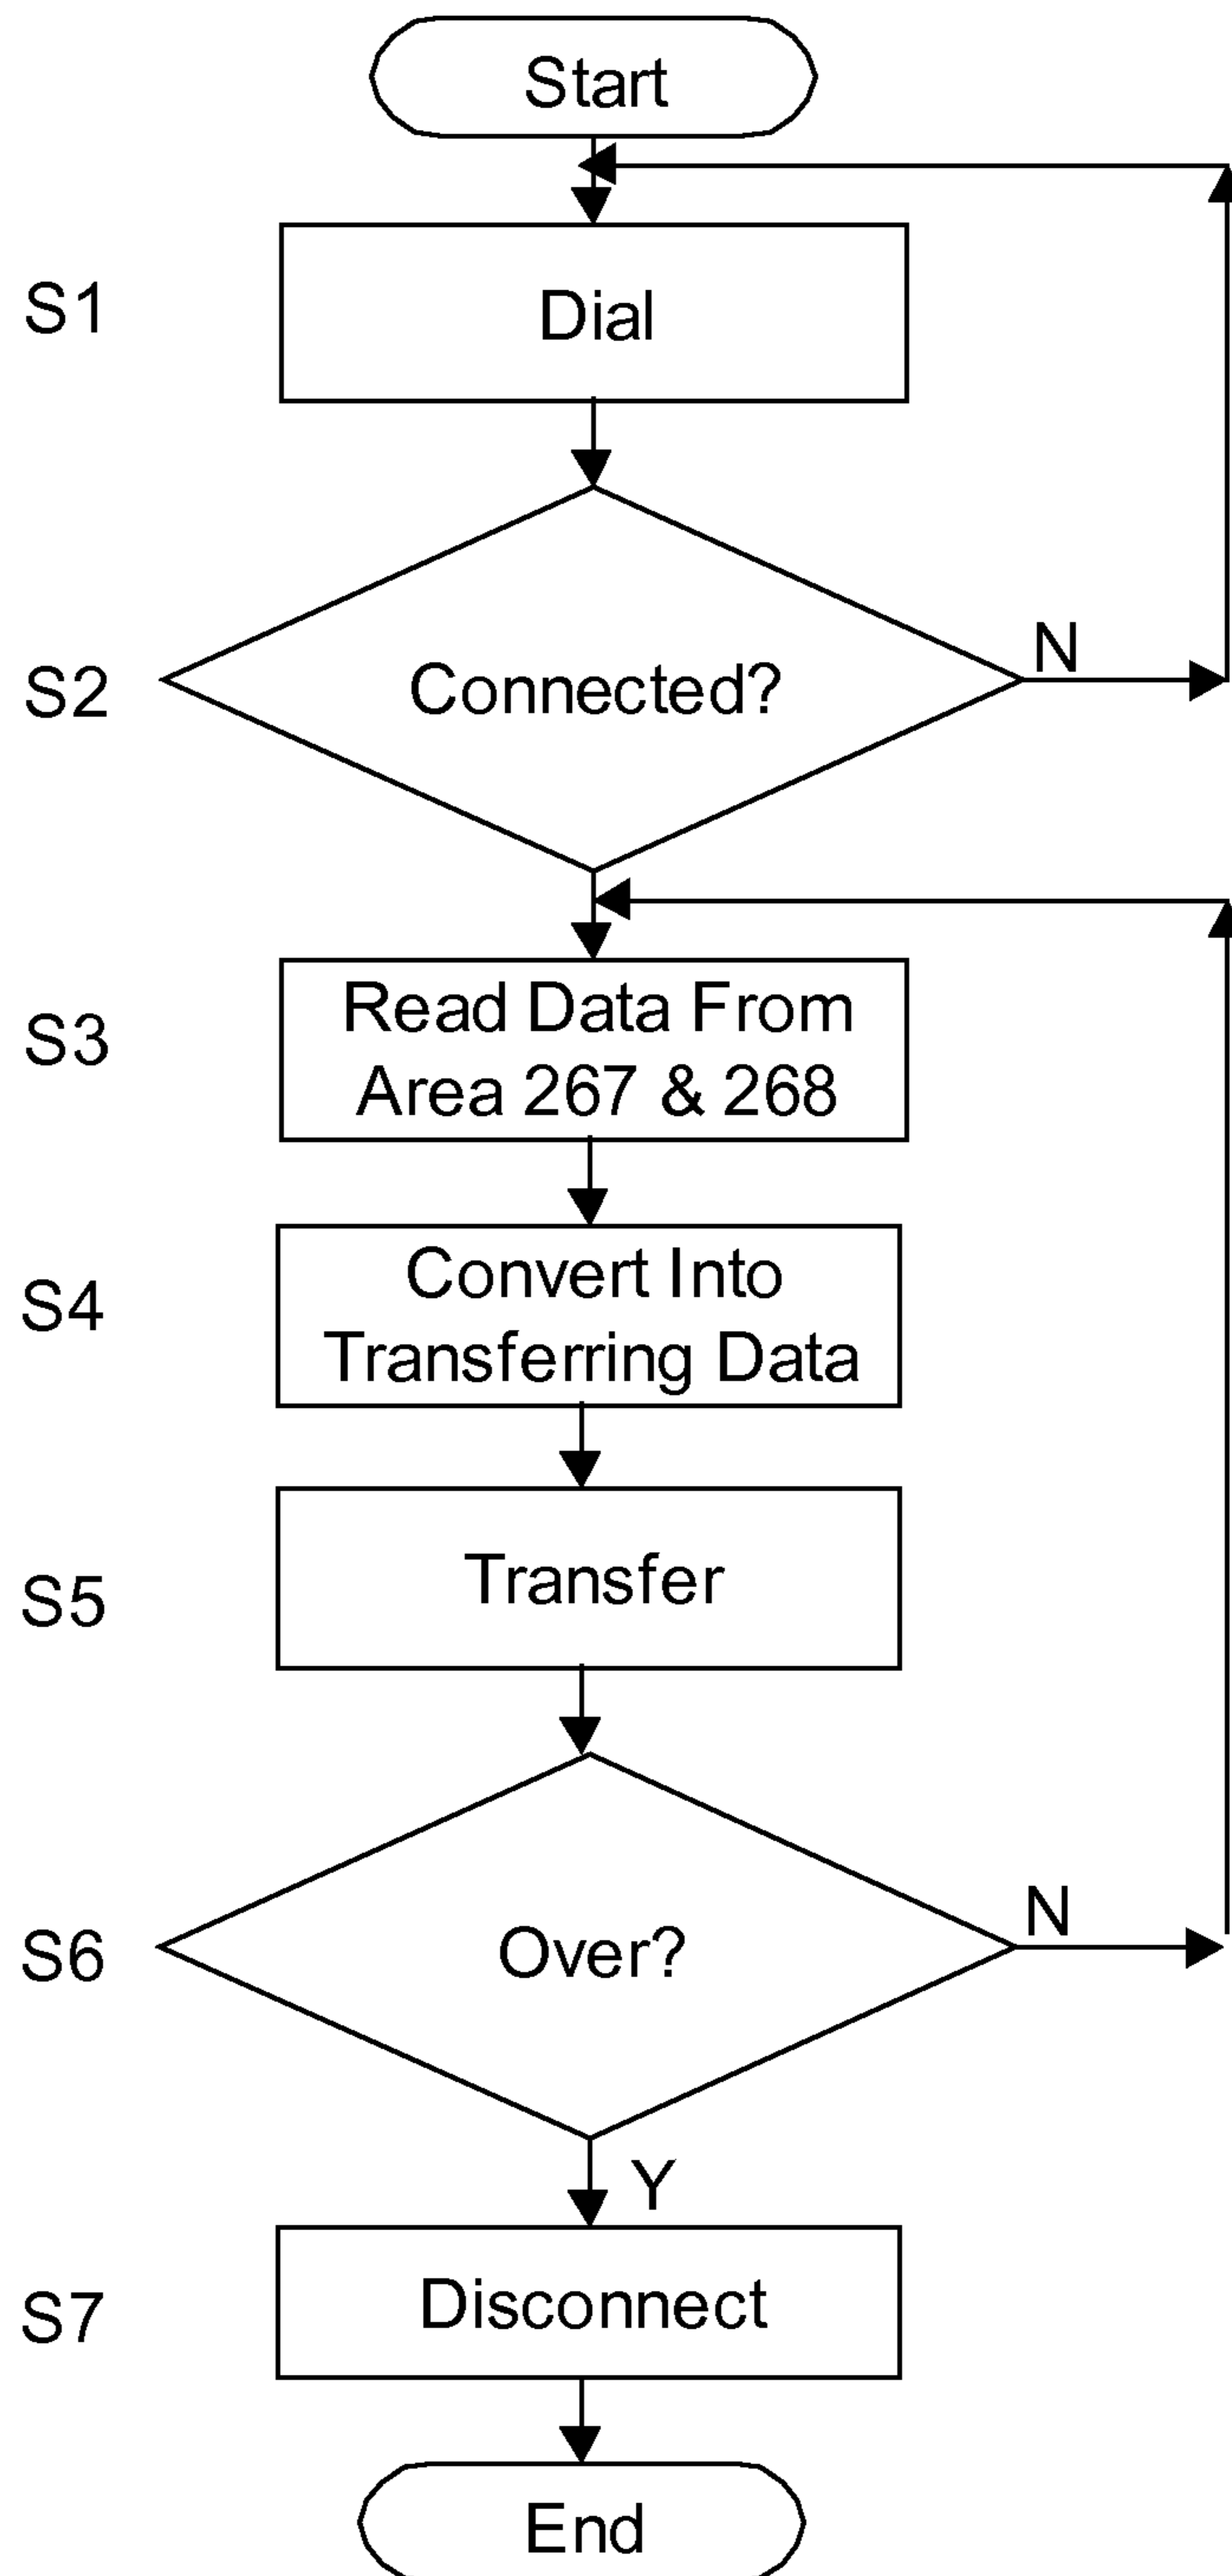 Start
S1
Dial
S2
Connected?
N
S3
Read Data From
Area 267 & 268
S4
Convert Into
Transferring Data
S5
Transfer
S6
Over?
N
Y
S7
Disconnect
End